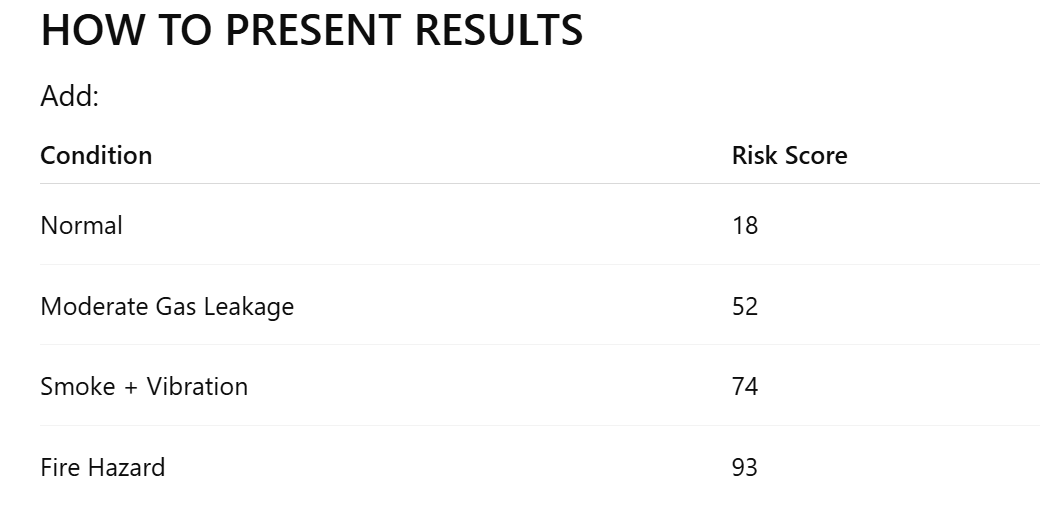 HOW TO PRESENT RESULTS
Add:
Condition Risk Score
Normal 18
Moderate Gas Leakage 52
Smoke + Vibration 74
Fire Hazard 93